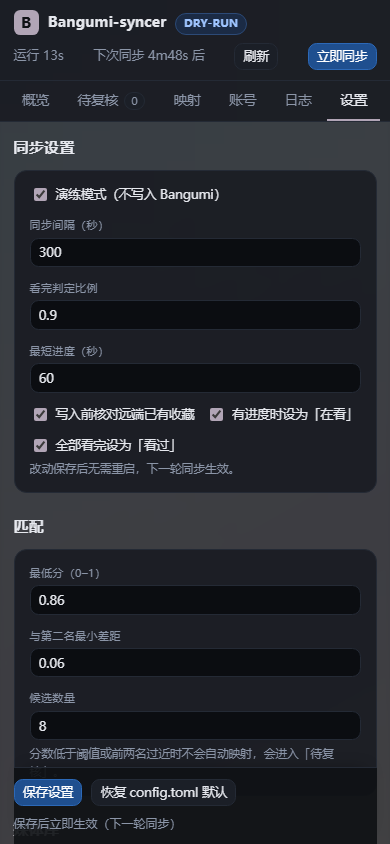 B Bangumi-syncer DRY-RUN
运行 13s 下次同步 4m48s 后 刷新 立即同步
概览 待复核 0 映射 账号 日志 设置
同步设置
演练模式（不写入 Bangumi）
同步间隔（秒）
300
看完判定比例
0.9
最短进度（秒）
60
写入前核对远端已有收藏 有进度时设为「在看」
全部看完设为「看过」
改动保存后无需重启，下一轮同步生效。
匹配
最低分（0–1）
0.86
与第二名最小差距
0.06
候选数量
8
分数低于阈值或前两名过近时不会自动映射，会进入「待复
保存设置 恢复 config.toml 默认
保存后立即生效（下一轮同步）